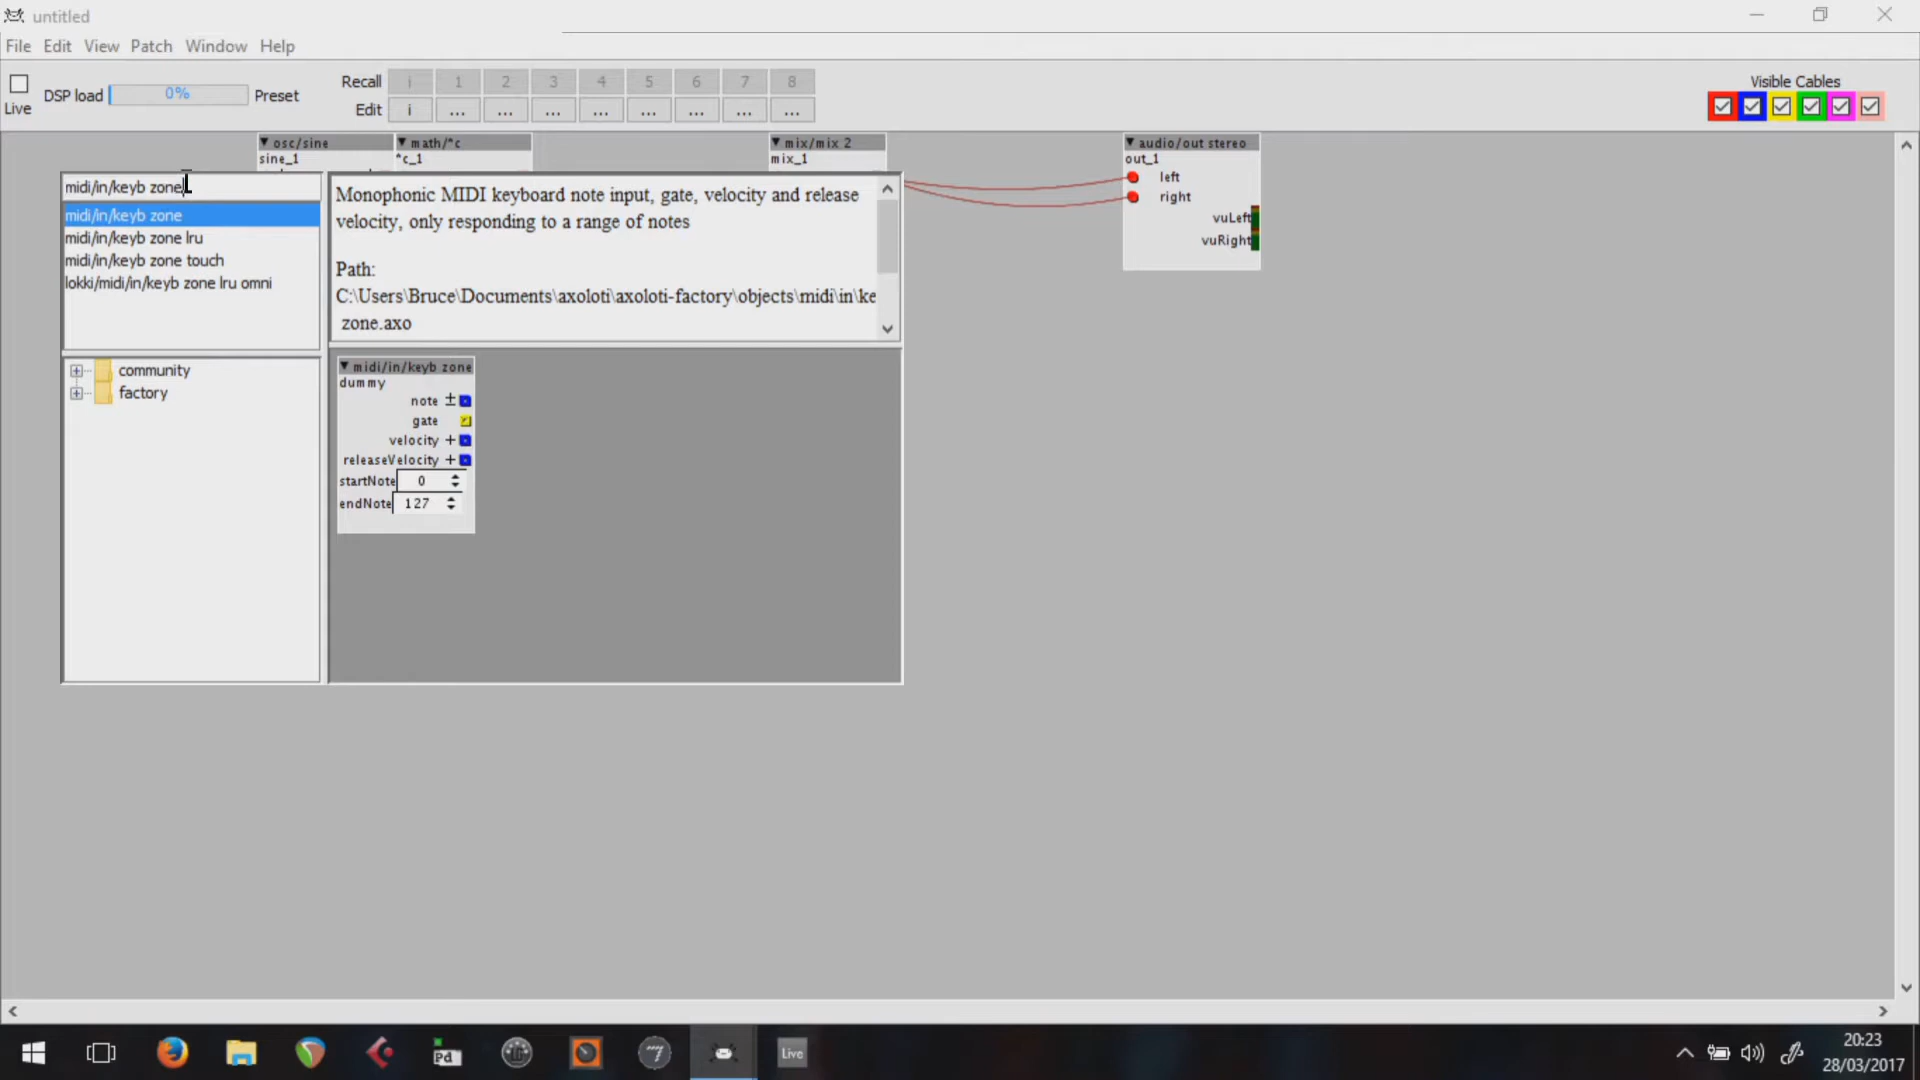 untitled
File Edit View Patch Window Help
Live
DSP load 0% Preset
Recall i 1 2 3 4 5 6 7 8
Edit i ... ... ... ... ... ... ... ...
Visible Cables
osc/sine
sine_1
math/*c
*c_1
mix/mix 2
mix_1
audio/out stereo
out_1
left
right
vuLeft
vuRight
midi/in/keyb zone
midi/in/keyb zone
midi/in/keyb zone lru
midi/in/keyb zone touch
lokki/midi/in/keyb zone lru omni
Monophonic MIDI keyboard note input, gate, velocity and release
velocity, only responding to a range of notes
Path:
C:\Users\Bruce\Documents\axoloti\axoloti-factory\objects\midi\in\ke
zone.axo
community
factory
midi/in/keyb zone
dummy
note ±
gate
velocity +
releaseVelocity +
startNote 0
endNote 127
Pd
Live
20:23
28/03/2017